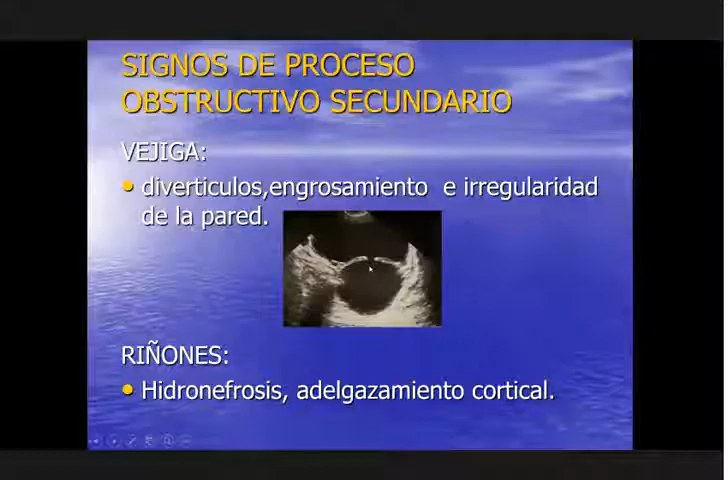 SIGNOS DE PROCESO
OBSTRUCTIVO SECUNDARIO
VEJIGA:
• diverticulos,engrosamiento e irregularidad
de la pared.
RIÑONES:
• Hidronefrosis, adelgazamiento cortical.